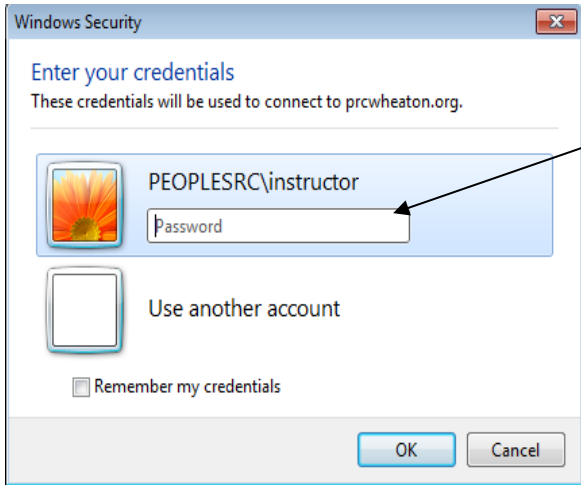 Windows Security
Enter your credentials
These credentials will be used to connect to prcwheaton.org.
PEOPLESRC\instructor
Password
Use another account
Remember my credentials
OK Cancel